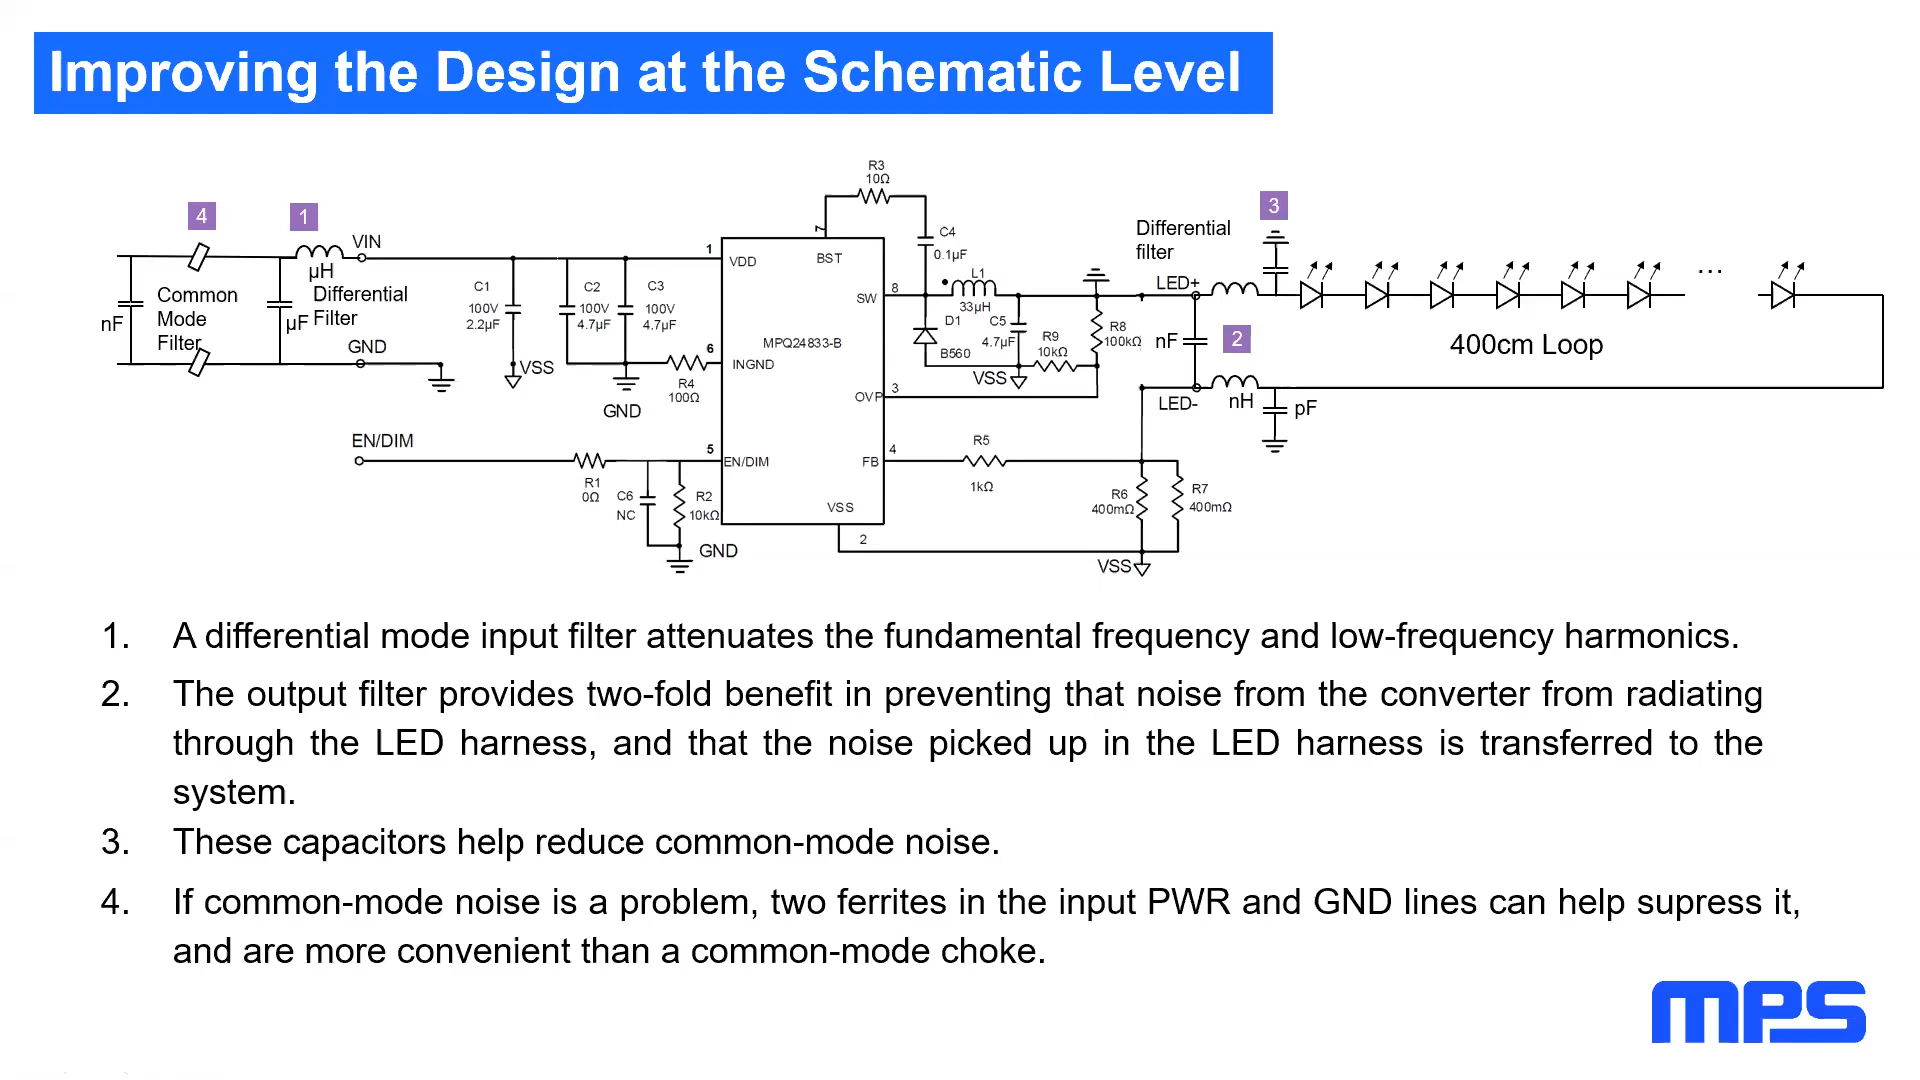 Improving the Design at the Schematic Level
R3
10Ω
4
1
3
VIN
µH
Common
Mode
Filter
nF
Differential
Filter
µF
GND
C1
100V
2.2µF
VSS
C2
100V
4.7µF
C3
100V
4.7µF
GND
R4
100Ω
1
VDD
7
BST
6
INGND
MPQ24833-B
SW
8
C4
0.1µF
L1
33µH
D1
B560
C5
4.7µF
VSS
R9
10kΩ
R8
100kΩ
OVP
3
Differential
filter
LED+
nF
2
LED-
nH
pF
...
400cm Loop
EN/DIM
R1
0Ω
C6
NC
R2
10kΩ
GND
5
EN/DIM
FB
4
VSS
2
R5
1kΩ
R6
400mΩ
R7
400mΩ
VSS
1. A differential mode input filter attenuates the fundamental frequency and low-frequency harmonics.
2. The output filter provides two-fold benefit in preventing that noise from the converter from radiating
through the LED harness, and that the noise picked up in the LED harness is transferred to the
system.
3. These capacitors help reduce common-mode noise.
4. If common-mode noise is a problem, two ferrites in the input PWR and GND lines can help supress it,
and are more convenient than a common-mode choke.
MPS